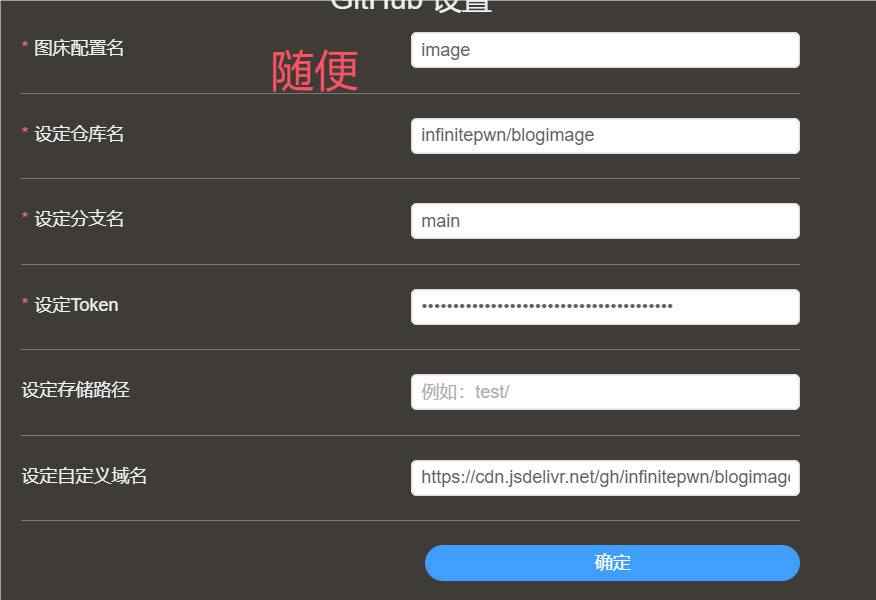 GitHub 设置
* 图床配置名
image
随便
* 设定仓库名
infinitepwn/blogimage
* 设定分支名
main
* 设定Token
••••••••••••••••••••••••••••••••••••••••
设定存储路径
例如：test/
设定自定义域名
https://cdn.jsdelivr.net/gh/infinitepwn/blogimage
确定